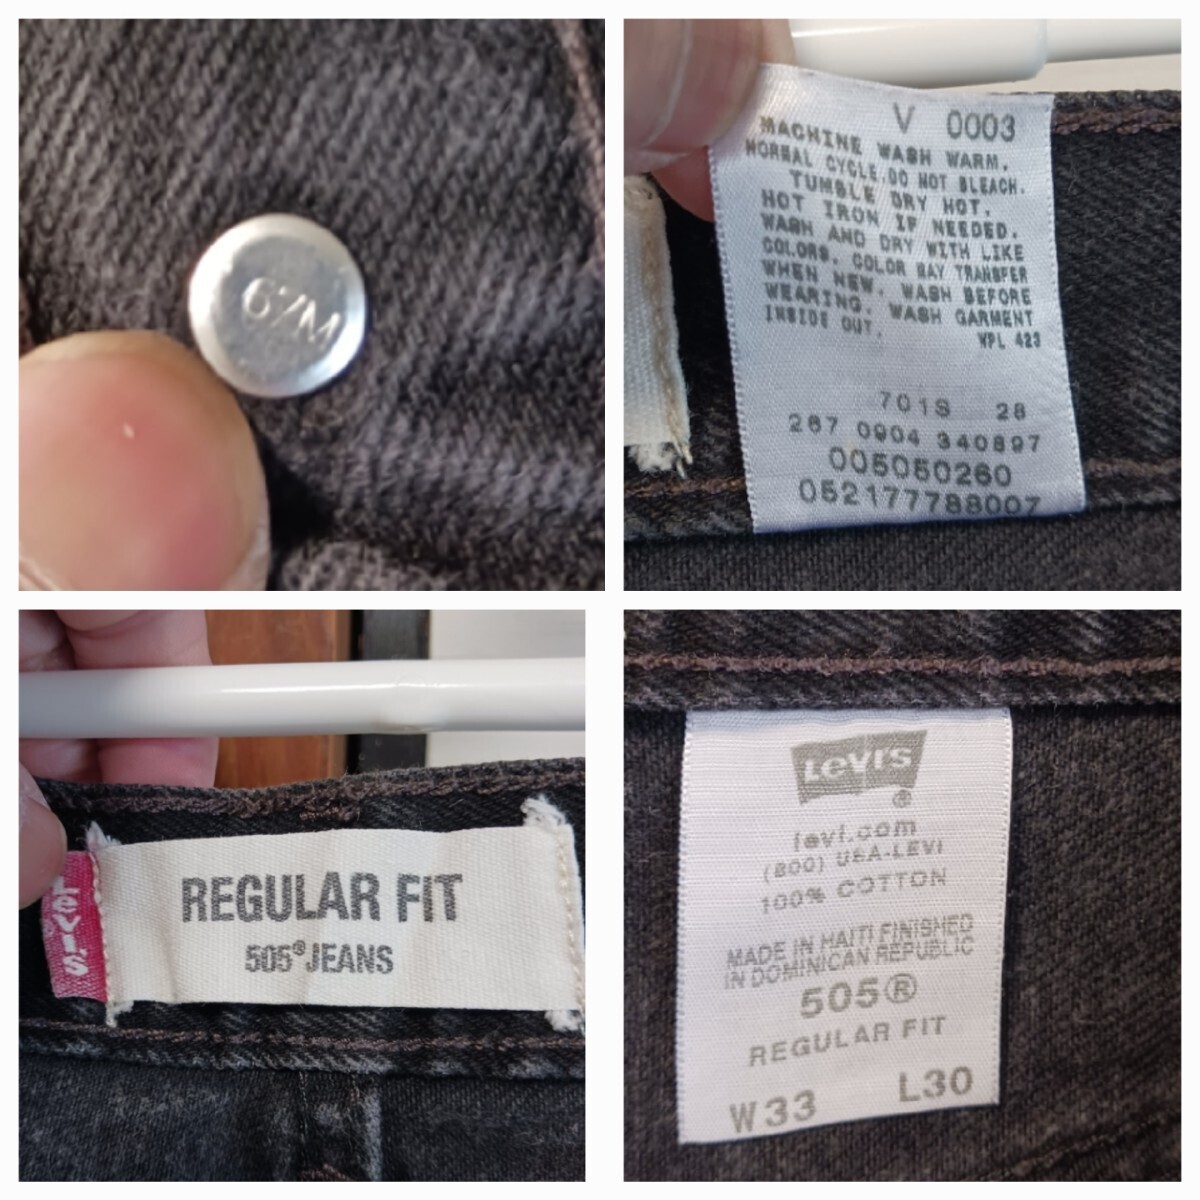 67M
V 0003
MACHINE WASH WARM.
NORMAL CYCLE.DO NOT BLEACH.
TUMBLE DRY HOT.
HOT IRON IF NEEDED.
WASH AND DRY WITH LIKE
COLORS. COLOR MAY TRANSFER
WHEN NEW. WASH BEFORE
WEARING. WASH GARMENT
INSIDE OUT.
WPL 423
701S 28
267 0904 340897
005050260
052177788007
Levi's
REGULAR FIT
505® JEANS
Levi's
®
levi.com
(800) USA-LEVI
100% COTTON
MADE IN HAITI FINISHED
IN DOMINICAN REPUBLIC
505®
REGULAR FIT
W33 L30